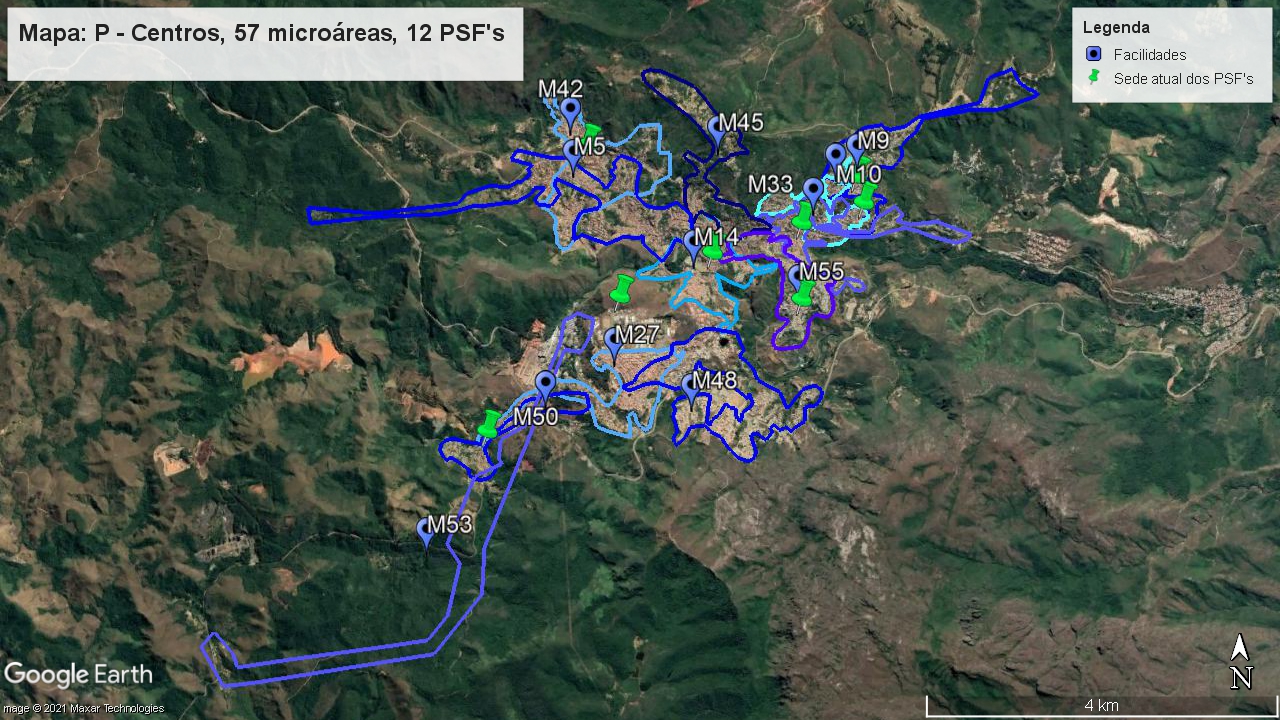 Mapa: P - Centros, 57 microáreas, 12 PSF's
Legenda
Facilidades
Sede atual dos PSF's
M42
M45
M5
M9
M10
M33
M14
M55
M27
M48
M50
M53
Google Earth
N
4 km
mage © 2021 Maxar Technologies